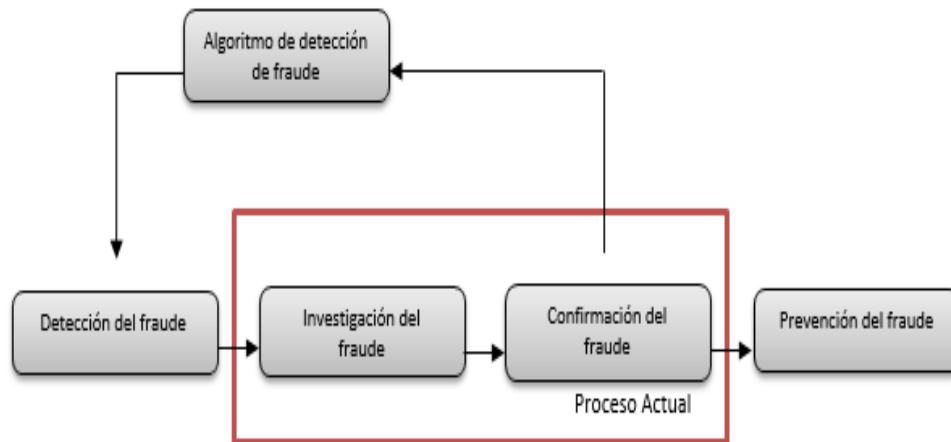 Algoritmo de detección
de fraude
Detección del fraude
Investigación del
fraude
Confirmación del
fraude
Prevención del fraude
Proceso Actual